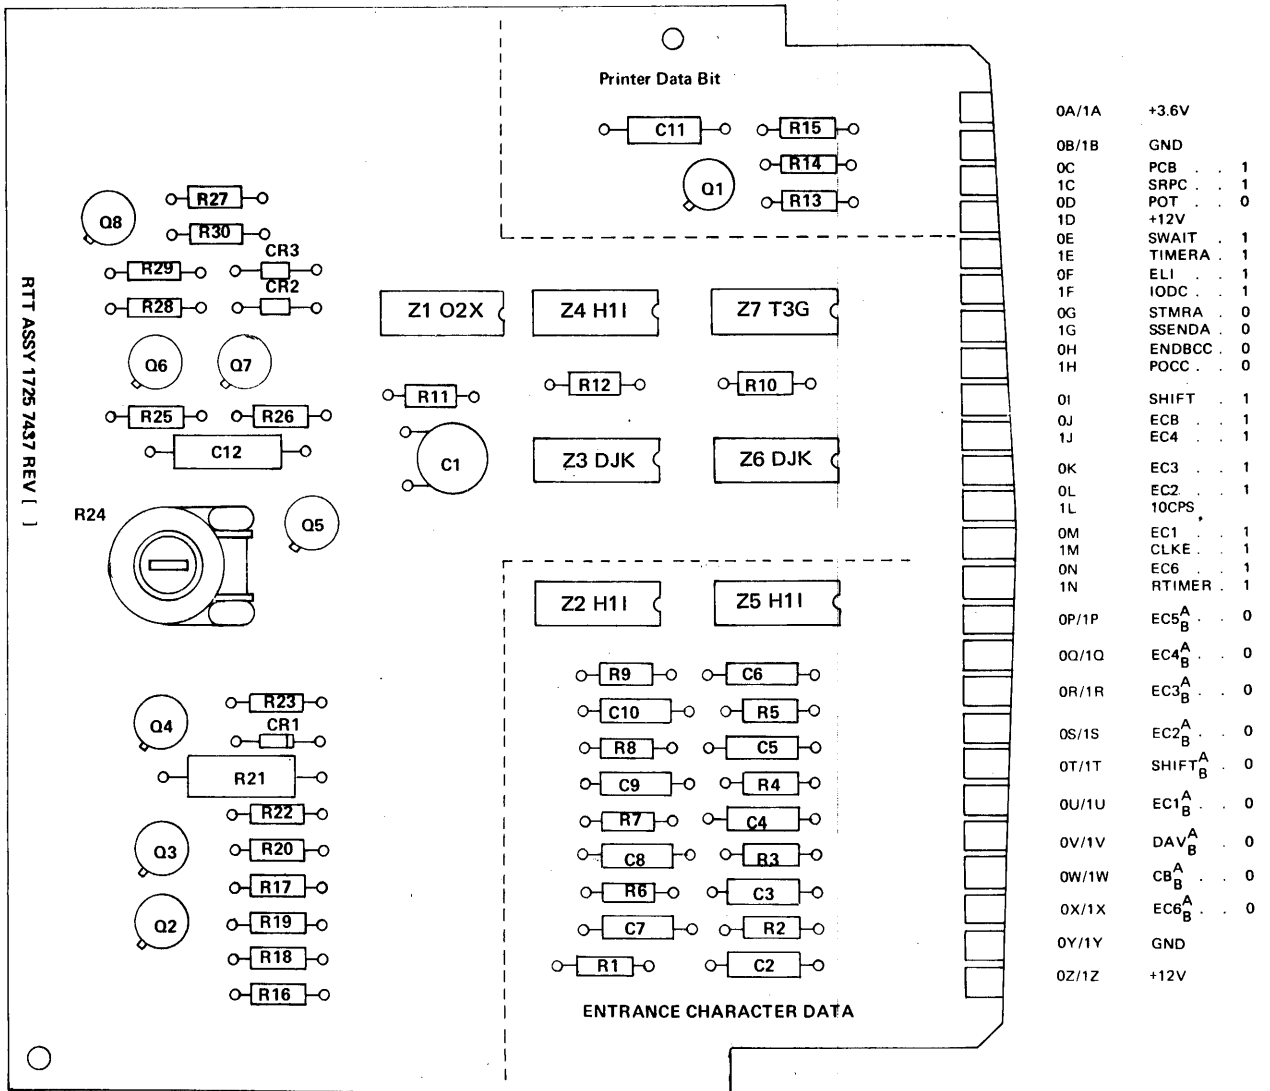 Printer Data Bit
C11
R15
R14
Q1
R13
R27
Q8
R30
CR3
R29
CR2
R28
Z1 O2X
Z4 H1I
Z7 T3G
Q6
Q7
R12
R10
R11
R25
R26
C12
C1
Z3 DJK
Z6 DJK
R24
Q5
RTT ASSY 1725 7437 REV [ ]
Z2 H1I
Z5 H1I
R9
C6
R23
Q4
CR1
C10
R5
R8
C5
R21
C9
R4
R22
R7
C4
Q3
R20
C8
R3
R17
R6
C3
Q2
R19
C7
R2
R18
R1
C2
R16
ENTRANCE CHARACTER DATA
0A/1A +3.6V
0B/1B GND
0C PCB . . 1
1C SRPC . . 1
0D POT . . 0
1D +12V
0E SWAIT . 1
1E TIMERA . 1
0F ELI . . 1
1F IODC . . 1
0G STMRA . 0
1G SSENDA . 0
0H ENDBCC . 0
1H POCC . . 0
0I SHIFT . 1
0J ECB . . 1
1J EC4 . . 1
0K EC3 . . 1
0L EC2 . . 1
1L 10CPS
0M EC1 . . 1
1M CLKE . . 1
0N EC6 . . 1
1N RTIMER . 1
0P/1P EC5 A B . . 0
0Q/1Q EC4 A B . . 0
0R/1R EC3 A B . . 0
0S/1S EC2 A B . . 0
0T/1T SHIFT A B . 0
0U/1U EC1 A B . . 0
0V/1V DAV A B . 0
0W/1W CB A B . . 0
0X/1X EC6 A B . . 0
0Y/1Y GND
0Z/1Z +12V